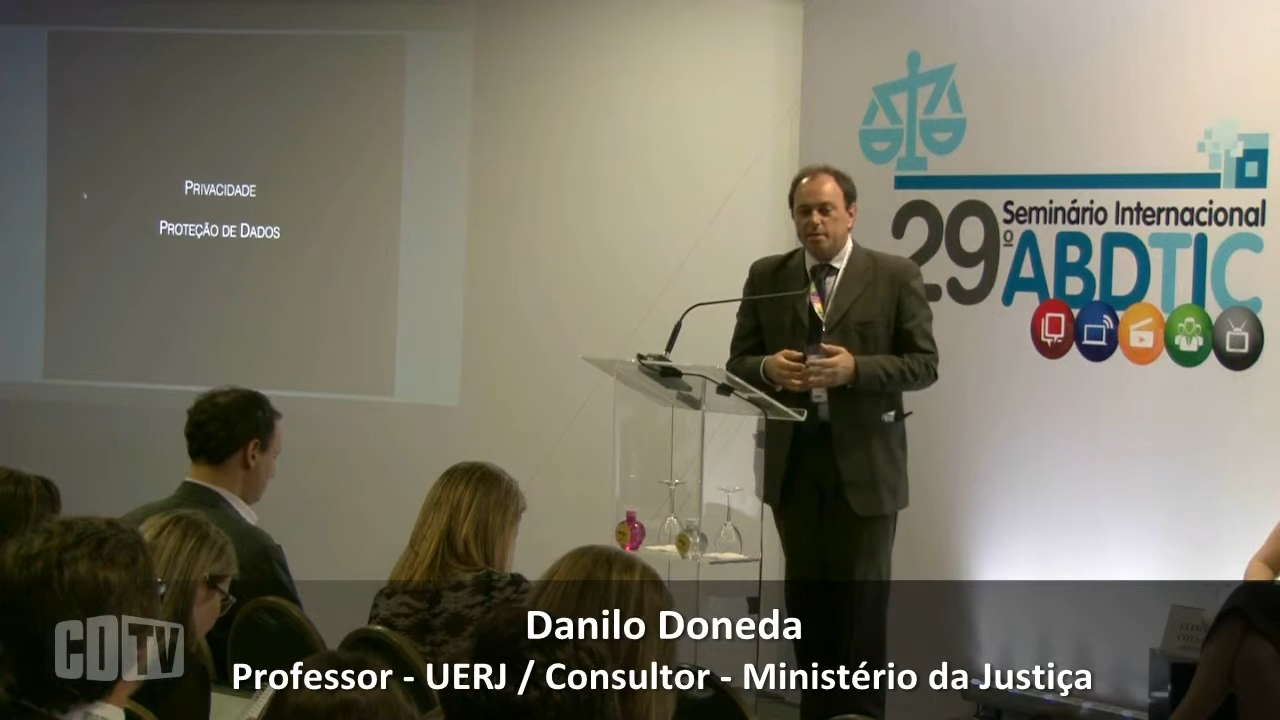 PRIVACIDADE
PROTEÇÃO DE DADOS
29º
Seminário Internacional
ABDTIC
CDTV
Danilo Doneda
Professor - UERJ / Consultor - Ministério da Justiça